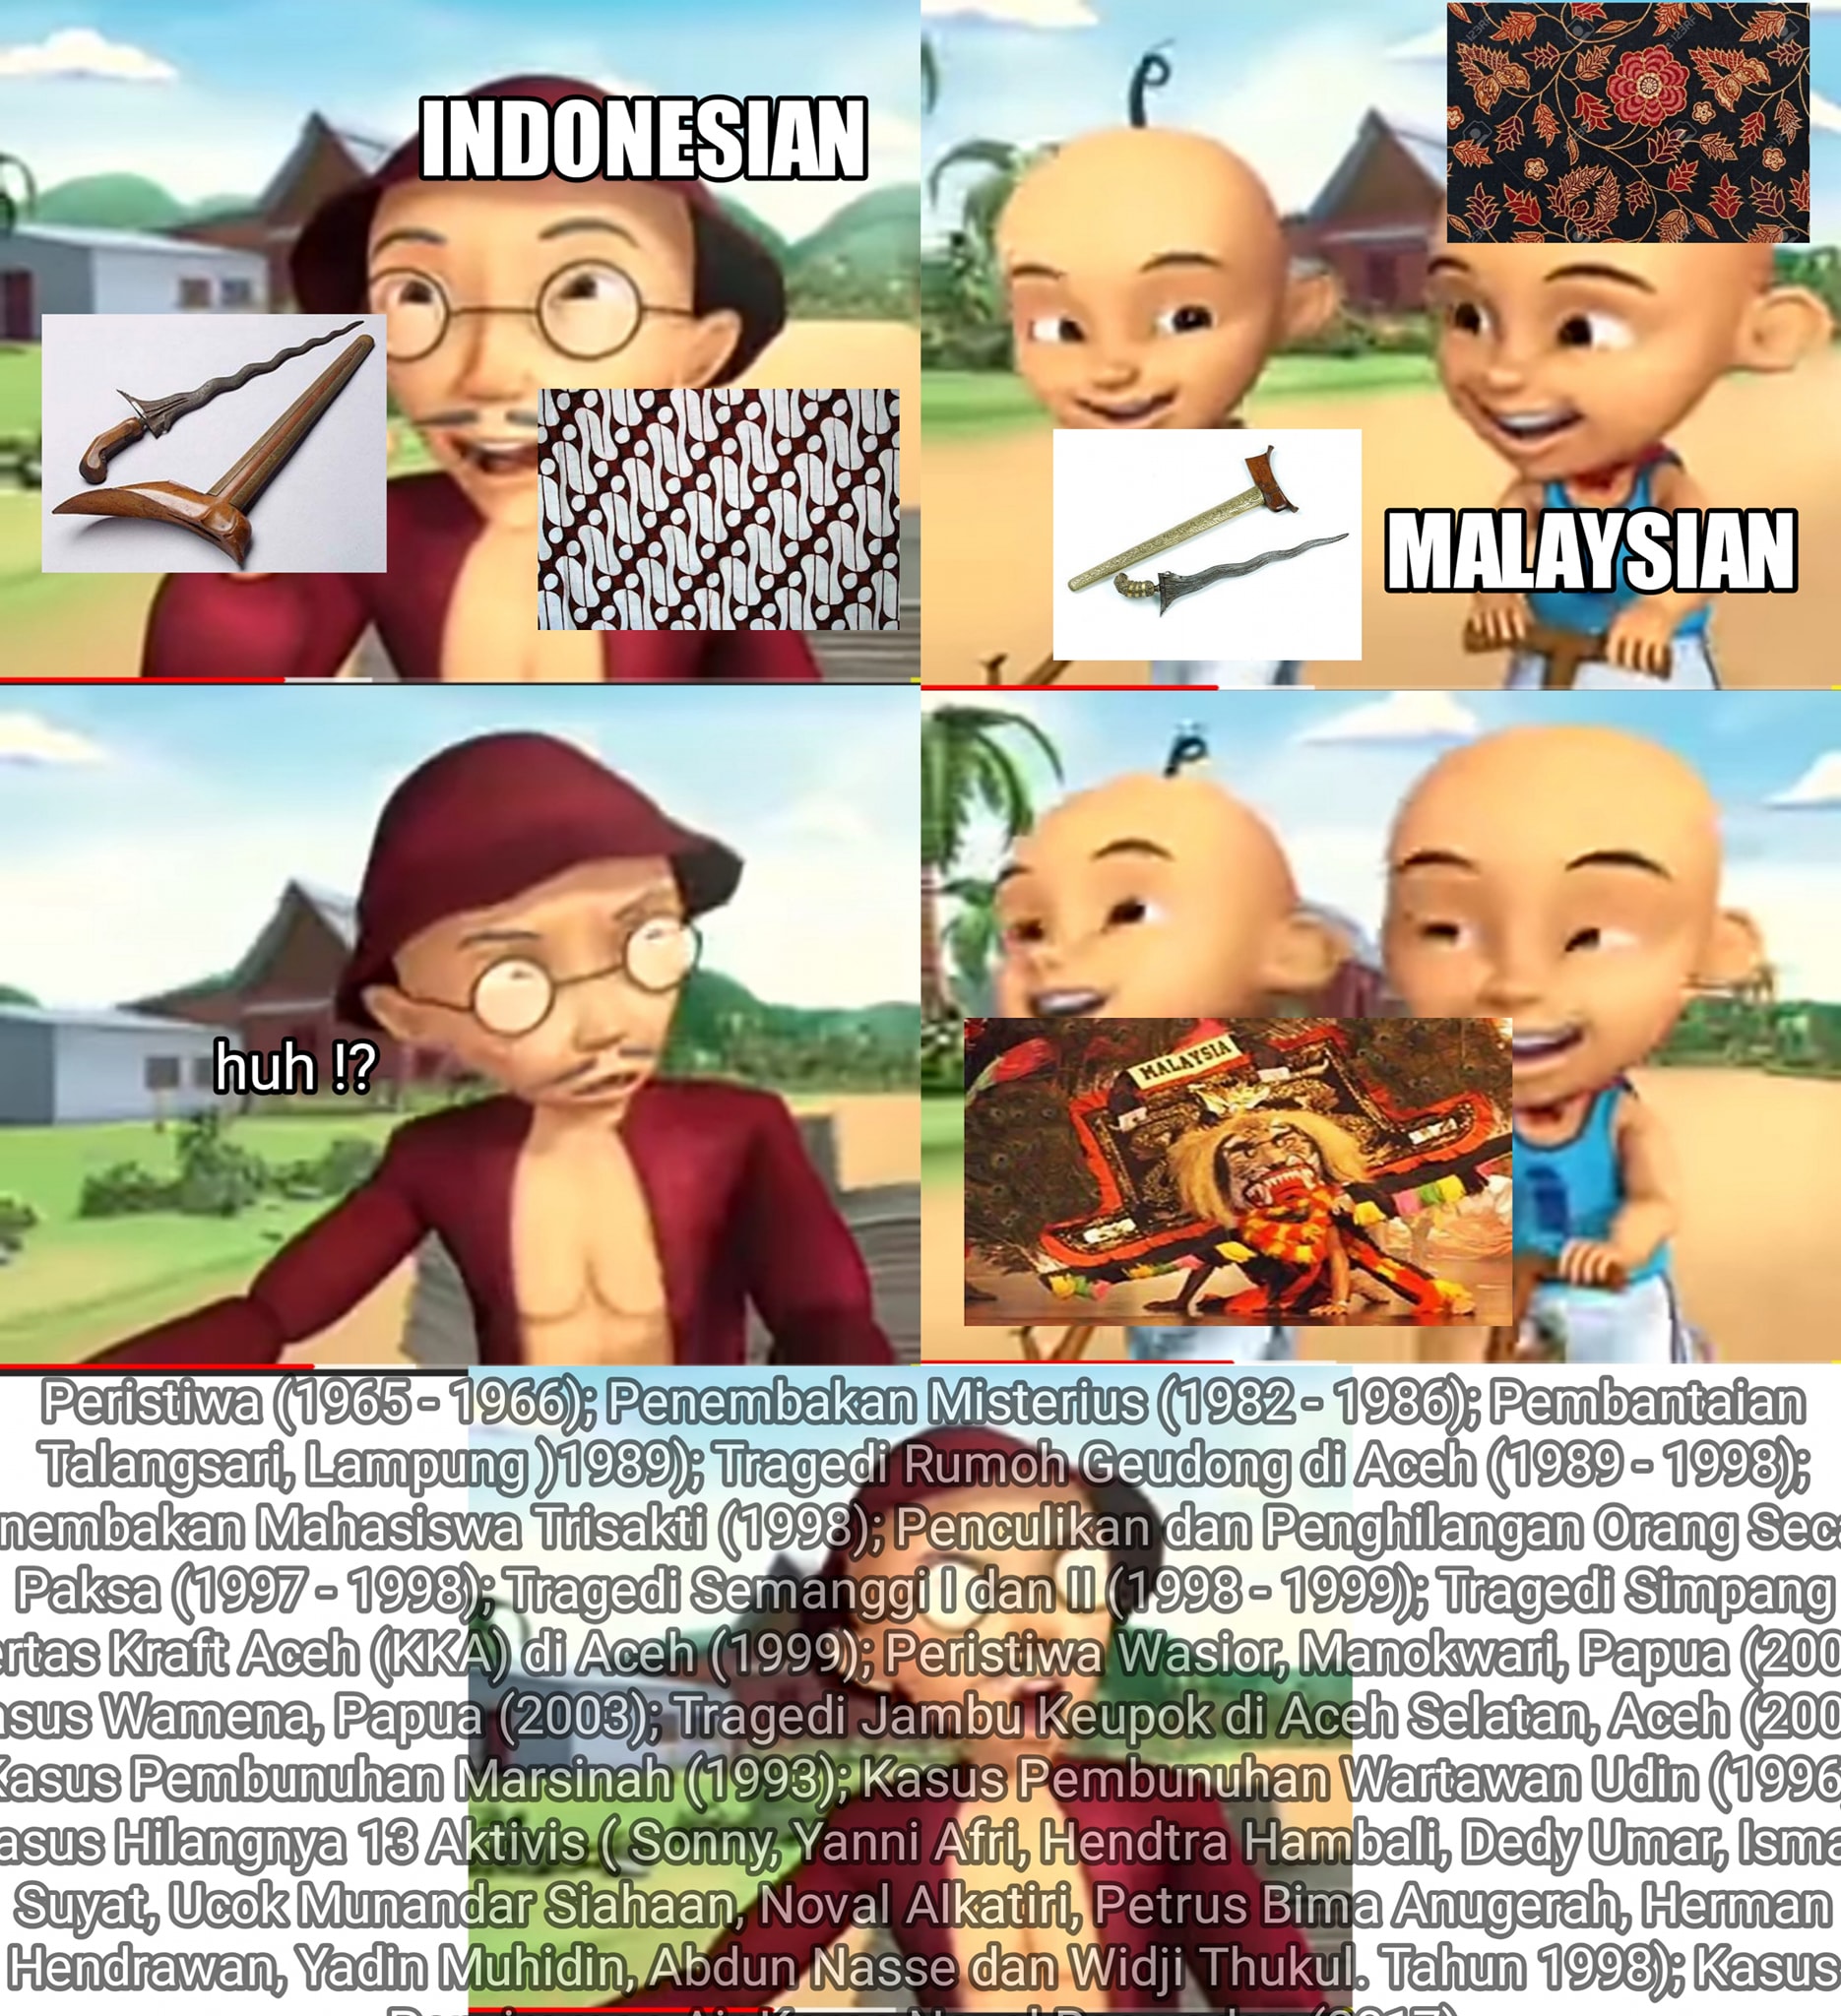 INDONESIAN
MALAYSIAN
huh !?
MALAYSIA
Peristiwa (1965 - 1966); Penembakan Misterius (1982 - 1986); Pembantaian
Talangsari, Lampung )1989); Tragedi Rumoh Geudong di Aceh (1989 - 1998);
nembakan Mahasiswa Trisakti (1998); Penculikan dan Penghilangan Orang Seca
Paksa (1997 - 1998); Tragedi Semanggi I dan II (1998 - 1999); Tragedi Simpang
ertas Kraft Aceh (KKA) di Aceh (1999); Peristiwa Wasior, Manokwari, Papua (200
asus Wamena, Papua (2003); Tragedi Jambu Keupok di Aceh Selatan, Aceh (200
Kasus Pembunuhan Marsinah (1993); Kasus Pembunuhan Wartawan Udin (1996
asus Hilangnya 13 Aktivis ( Sonny, Yanni Afri, Hendtra Hambali, Dedy Umar, Isma
Suyat, Ucok Munandar Siahaan, Noval Alkatiri, Petrus Bima Anugerah, Herman
Hendrawan, Yadin Muhidin, Abdun Nasse dan Widji Thukul. Tahun 1998); Kasus